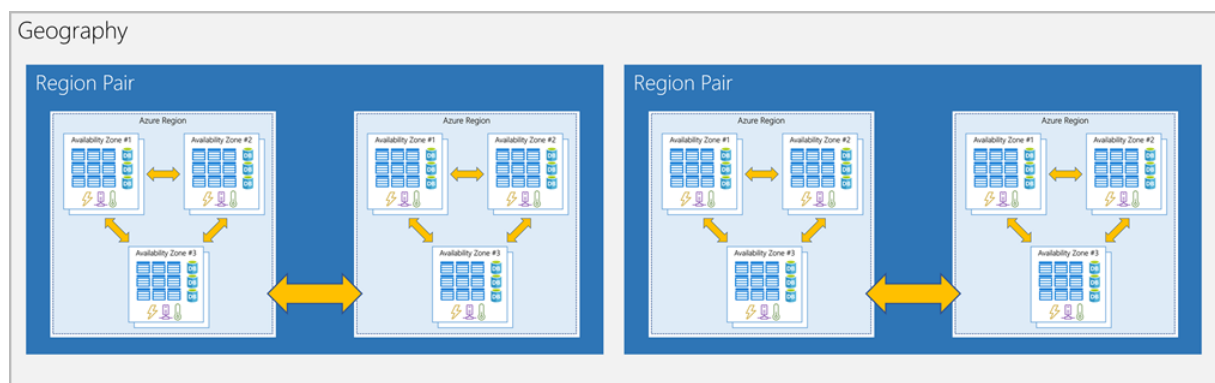 Geography
Region Pair
Azure Region
Availability Zone #1
DB
DB
DB
Availability Zone #2
DB
DB
DB
Availability Zone #3
DB
DB
DB
Azure Region
Availability Zone #1
DB
DB
DB
Availability Zone #2
DB
DB
DB
Availability Zone #3
DB
DB
DB
Region Pair
Azure Region
Availability Zone #1
DB
DB
DB
Availability Zone #2
DB
DB
DB
Availability Zone #3
DB
DB
DB
Azure Region
Availability Zone #1
DB
DB
DB
Availability Zone #2
DB
DB
DB
Availability Zone #3
DB
DB
DB